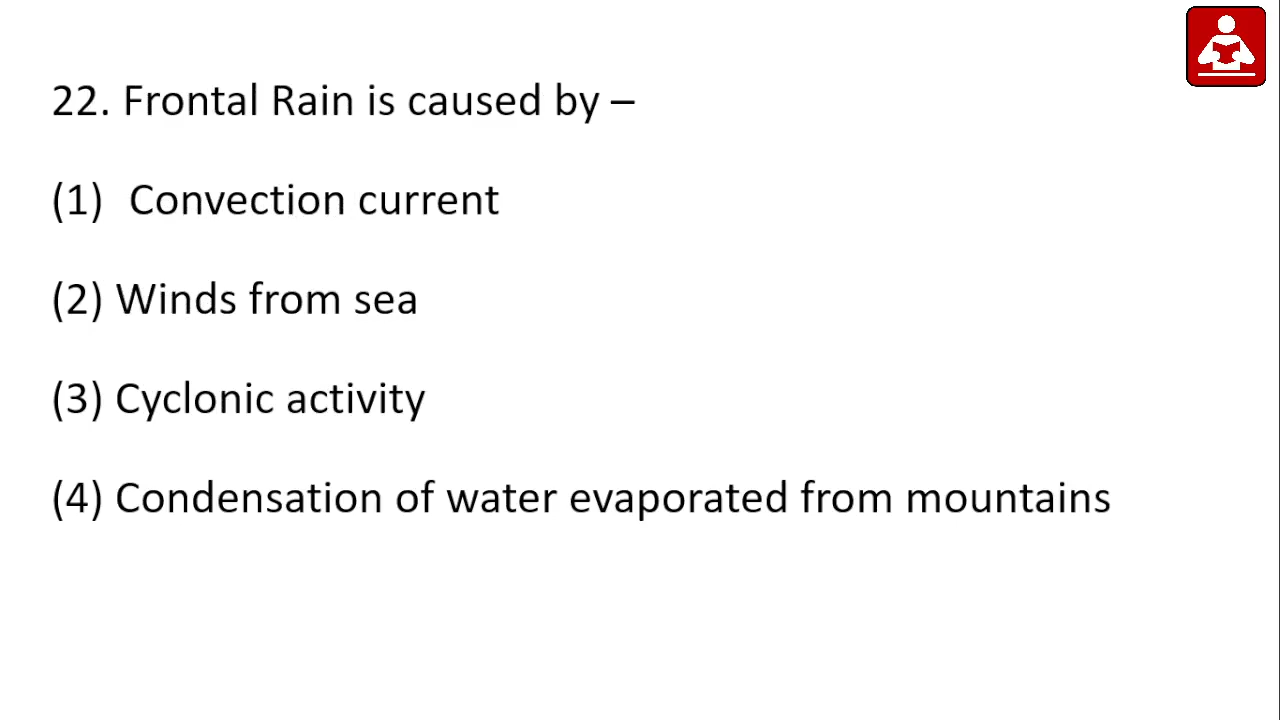 22. Frontal Rain is caused by –
(1) Convection current
(2) Winds from sea
(3) Cyclonic activity
(4) Condensation of water evaporated from mountains